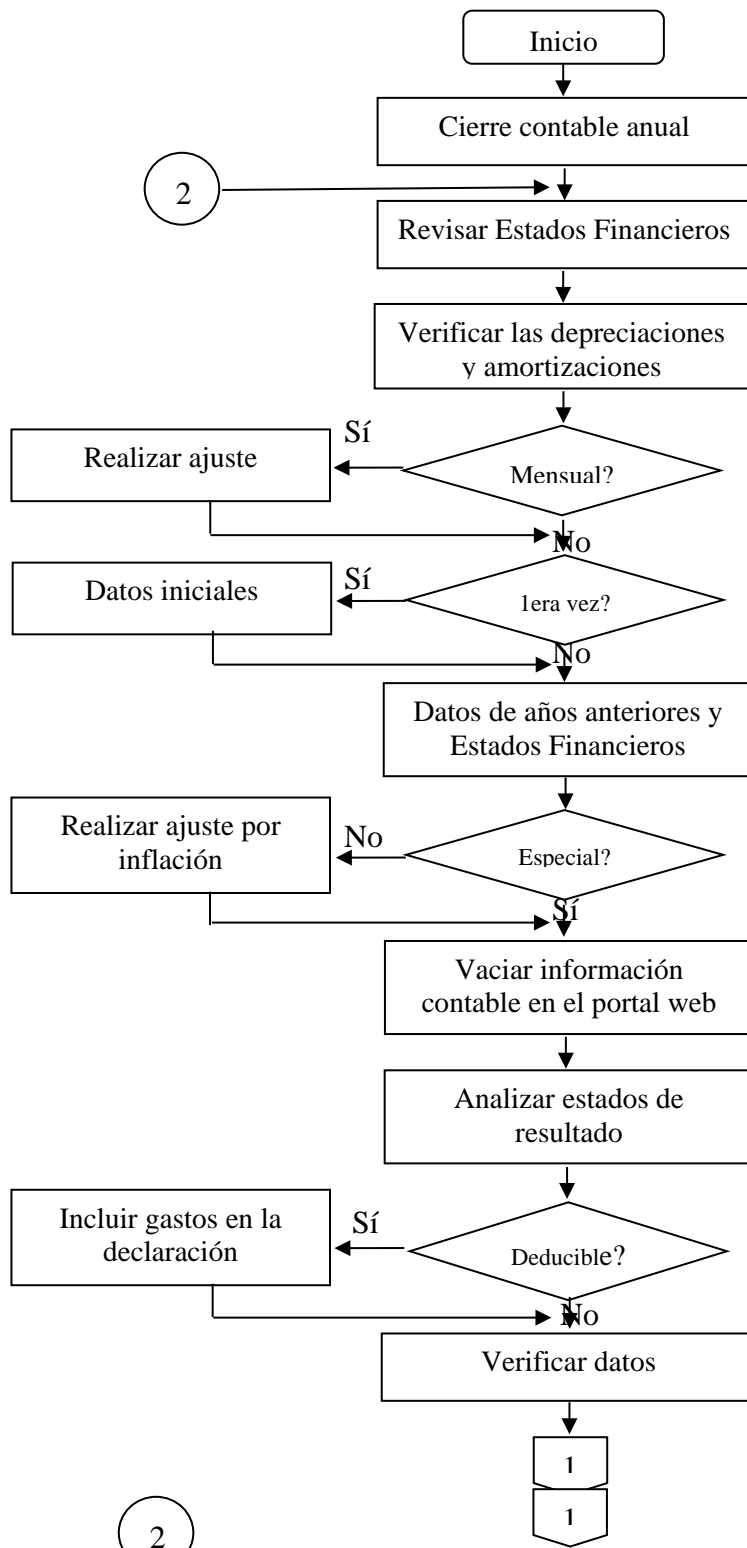 Inicio
Cierre contable anual
2
Revisar Estados Financieros
Verificar las depreciaciones
y amortizaciones
Sí
Realizar ajuste
Mensual?
No
Sí
Datos iniciales
1era vez?
No
Datos de años anteriores y
Estados Financieros
Realizar ajuste por
inflación
No
Especial?
Sí
Vaciar información
contable en el portal web
Analizar estados de
resultado
Incluir gastos en la
declaración
Sí
Deducible?
No
Verificar datos
1
1
2